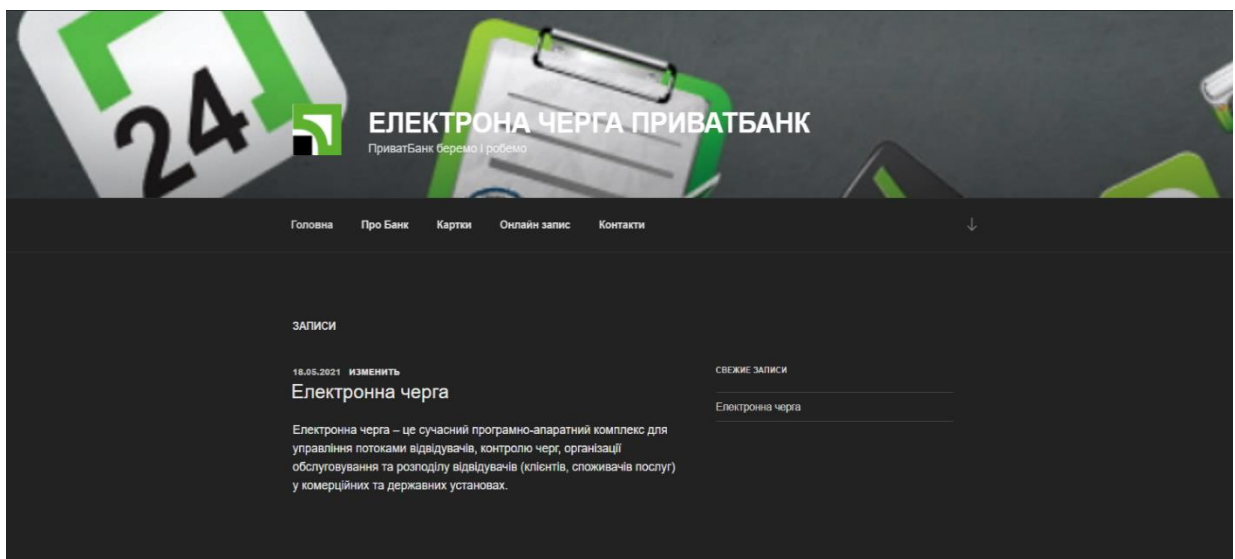 24
ЕЛЕКТРОНА ЧЕРГА ПРИВАТБАНК
ПриватБанк беремо і робемо
Головна Про Банк Картки Онлайн запис Контакти
ЗАПИСИ
18.05.2021 ИЗМЕНИТЬ
Електронна черга
Електронна черга – це сучасний програмно-апаратний комплекс для
управління потоками відвідувачів, контролю черг, організації
обслуговування та розподілу відвідувачів (клієнтів, споживачів послуг)
у комерційних та державних установах.
СВЕЖИЕ ЗАПИСИ
Електронна черга